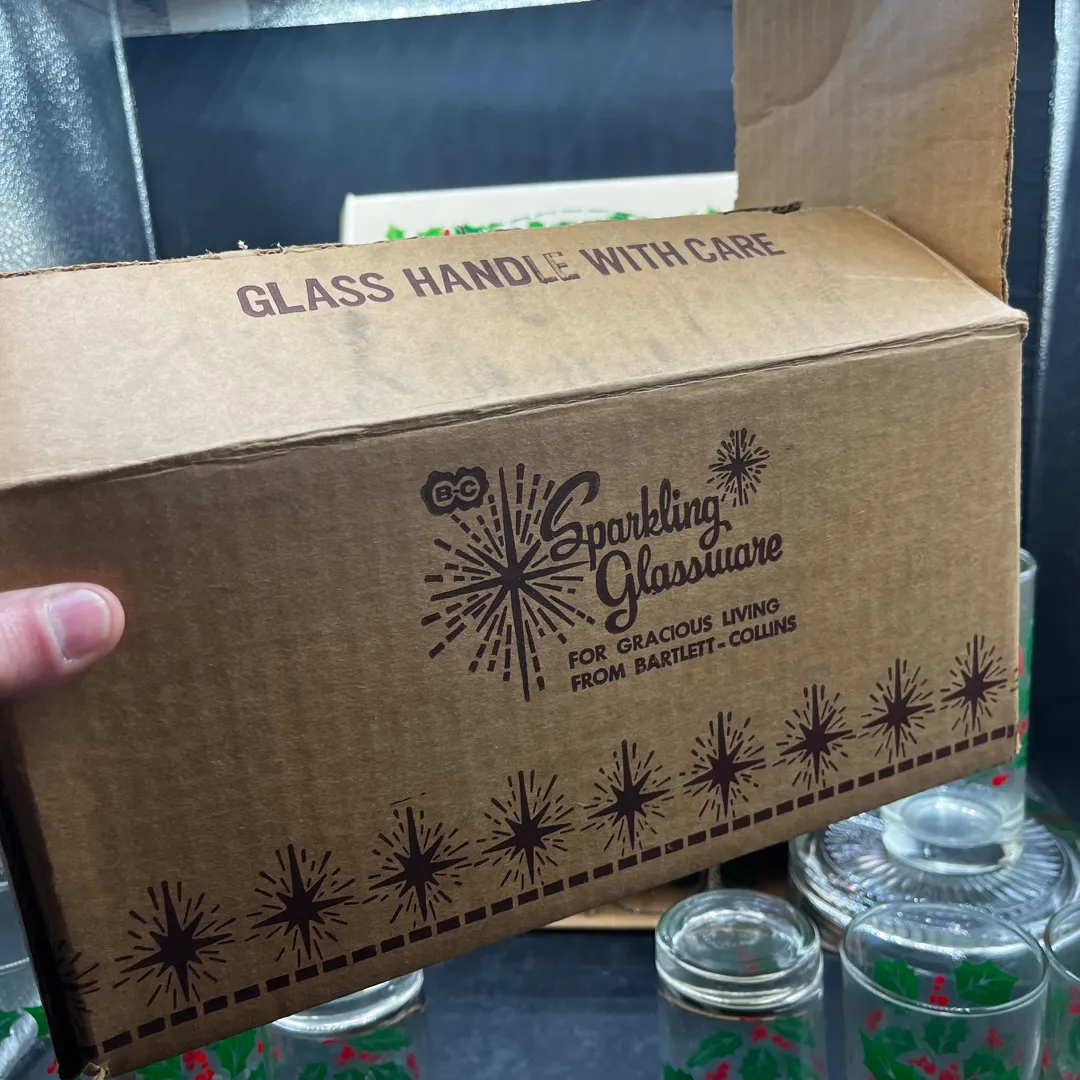 GLASS HANDLE WITH CARE
B-C
Sparkling
Glassware
FOR GRACIOUS LIVING
FROM BARTLETT-COLLINS